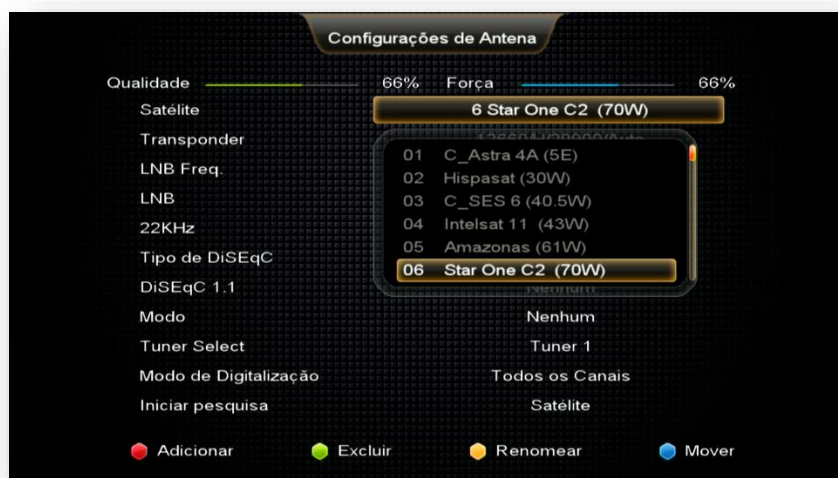 Configurações de Antena
Qualidade 66% Força 66%
Satélite 6 Star One C2 (70W)
Transponder
LNB Freq. 01 C_Astra 4A (5E)
02 Hispasat (30W)
LNB 03 C_SES 6 (40.5W)
22KHz 04 Intelsat 11 (43W)
05 Amazonas (61W)
Tipo de DiSEqC 06 Star One C2 (70W)
DiSEqC 1.1 Nenhum
Modo Nenhum
Tuner Select Tuner 1
Modo de Digitalização Todos os Canais
Iniciar pesquisa Satélite
Adicionar Excluir Renomear Mover